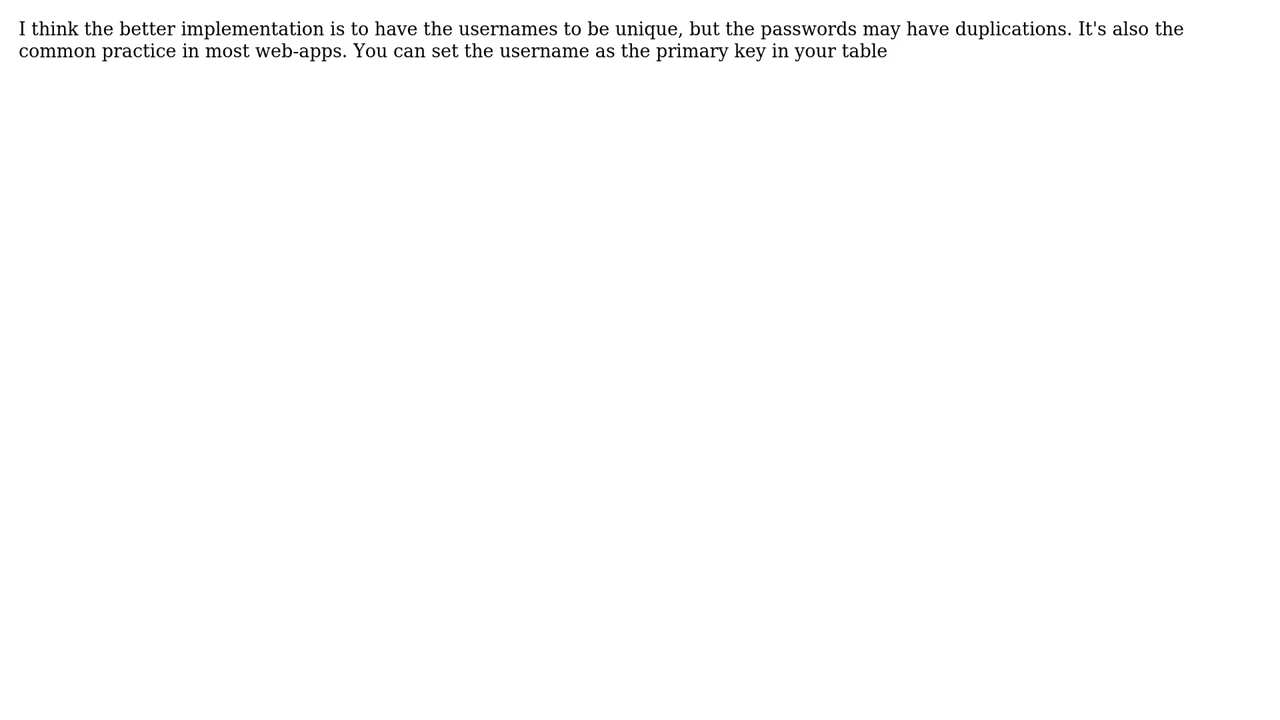 I think the better implementation is to have the usernames to be unique, but the passwords may have duplications. It's also the
common practice in most web-apps. You can set the username as the primary key in your table